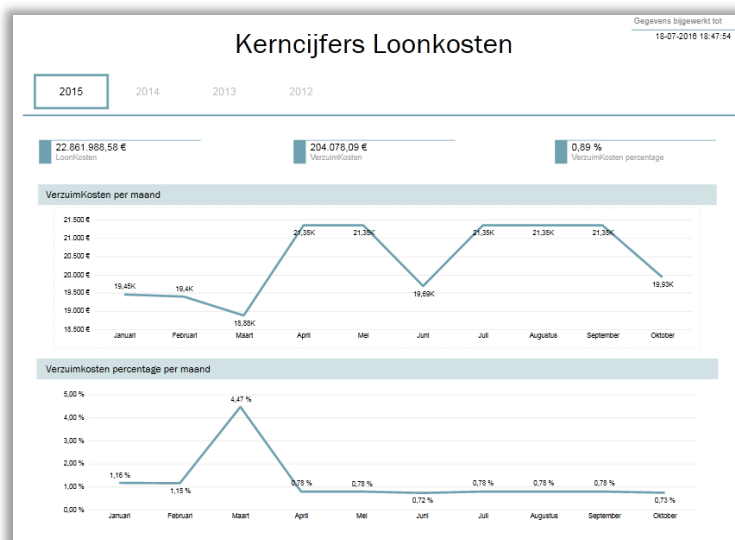 Gegevens bijgewerkt tot
18-07-2016 18:47:54
Kerncijfers Loonkosten
2015 2014 2013 2012
22.861.988,58 € 204.078,09 € 0,89 %
LoonKosten VerzuimKosten VerzuimKosten percentage
VerzuimKosten per maand
21.500 €
21.000 €
20.500 €
20.000 €
19.500 €
19.000 €
18.500 €
19,45K 19,4K 18,88K 21,35K 21,35K 19,69K 21,35K 21,35K 21,35K 19,93K
Januari Februari Maart April Mei Juni Juli Augustus September Oktober
Verzuimkosten percentage per maand
5,00 %
4,00 %
3,00 %
2,00 %
1,00 %
0,00 %
1,16 % 1,15 % 4,47 % 0,78 % 0,78 % 0,72 % 0,78 % 0,78 % 0,78 % 0,73 %
Januari Februari Maart April Mei Juni Juli Augustus September Oktober